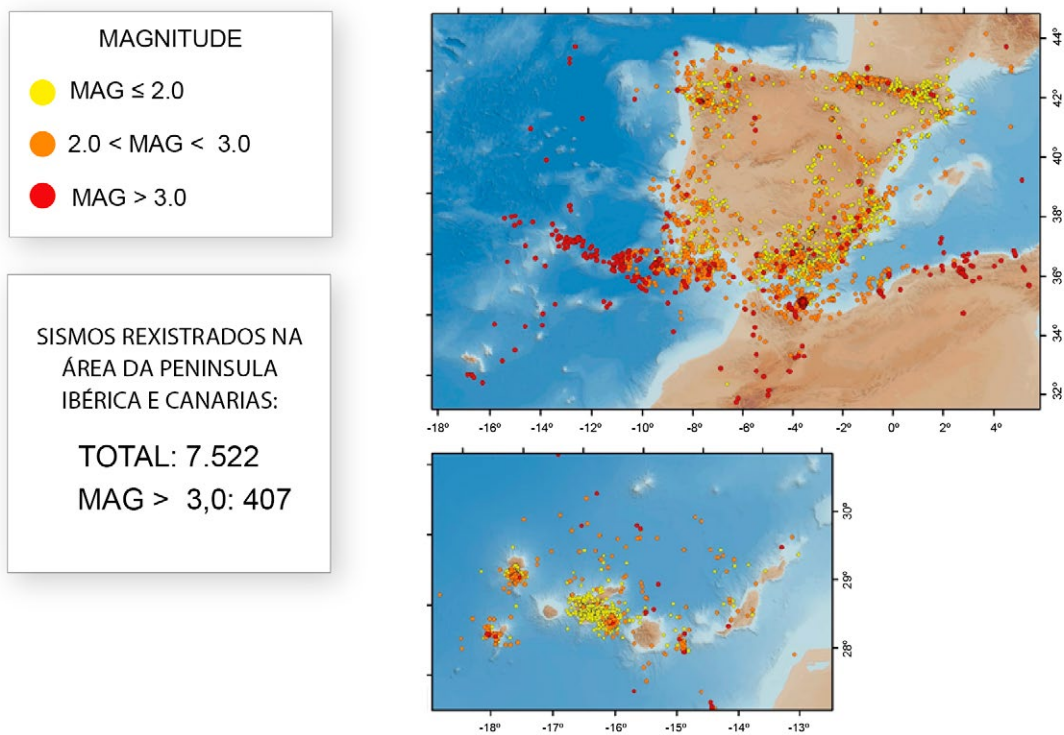 MAGNITUDE
MAG ≤ 2.0
2.0 < MAG < 3.0
MAG > 3.0
SISMOS REXISTRADOS NA
ÁREA DA PENINSULA
IBÉRICA E CANARIAS:
TOTAL: 7.522
MAG > 3,0: 407
44°
42°
40°
38°
36°
34°
32°
-18° -16° -14° -12° -10° -8° -6° -4° -2° 0° 2° 4°
30°
29°
28°
-18° -17° -16° -15° -14° -13°